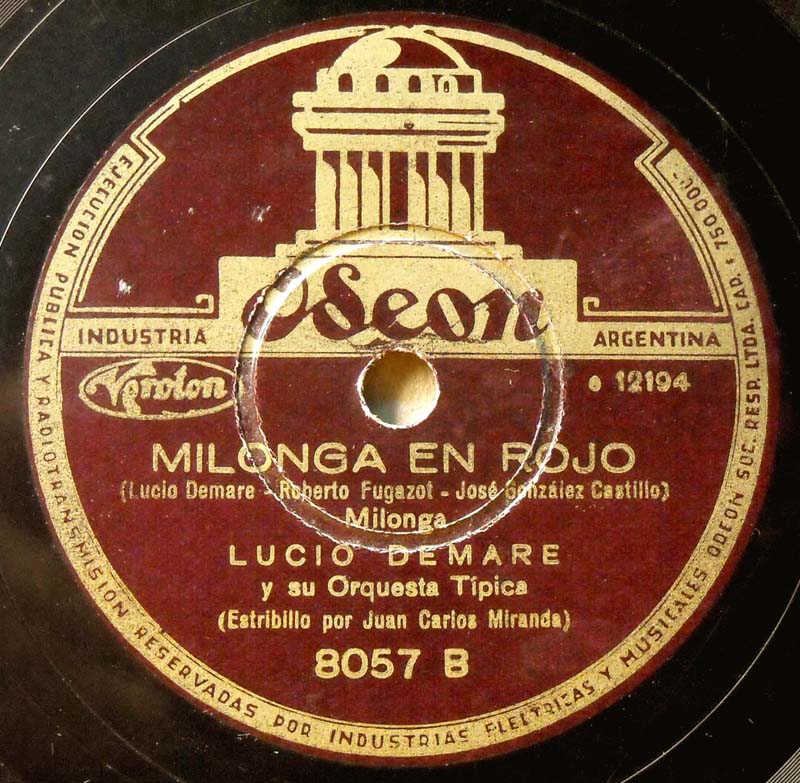 Odeon
INDUSTRIA ARGENTINA
Veroton
e 12194
MILONGA EN ROJO
(Lucio Demare - Roberto Fugazot - José González Castillo)
Milonga
LUCIO DEMARE
y su Orquesta Típica
(Estribillo por Juan Carlos Miranda)
8057 B
EJECUCION PUBLICA Y RADIOTRANSMISION RESERVADAS POR INDUSTRIAS ELECTRICAS Y MUSICALES ODEON SUC. RESP. LTDA. CAP. $ 750.000